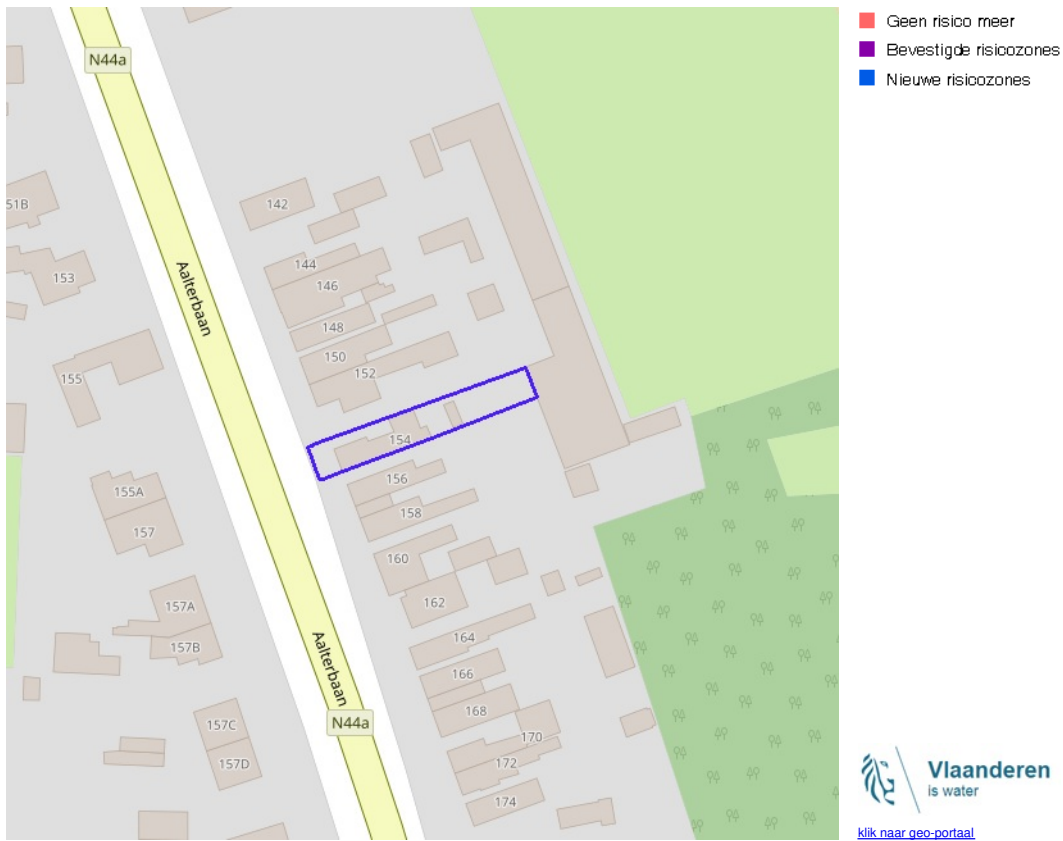 N44a
Geen risico meer
Bevestigde risicozones
Nieuwe risicozones
51B
142
153
Aalterbaan
144
146
148
150
152
155
154
156
155A
158
157
160
162
157A
164
157B
Aalterbaan
166
168
N44a
157C
170
157D
172
174
Vlaanderen
is water
klik naar geo-portaal